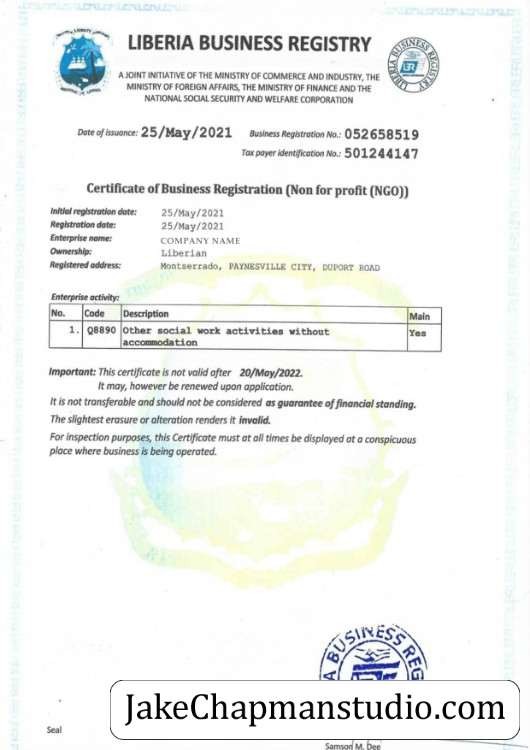 LIBERIA BUSINESS REGISTRY
A JOINT INITIATIVE OF THE MINISTRY OF COMMERCE AND INDUSTRY, THE
MINISTRY OF FOREIGN AFFAIRS, THE MINISTRY OF FINANCE AND THE
NATIONAL SOCIAL SECURITY AND WELFARE CORPORATION
LIBERIA BUSINESS REGISTRY
LBR
Date of issuance: 25/May/2021 Business Registration No.: 052658519
Tax payer identification No.: 501244147
Certificate of Business Registration (Non for profit (NGO))
Initial registration date: 25/May/2021
Registration date: 25/May/2021
Enterprise name: COMPANY NAME
Ownership: Liberian
Registered address: Montserrado, PAYNESVILLE CITY, DUPORT ROAD
Enterprise activity:
No. Code Description Main
1. Q8890 Other social work activities without Yes
accommodation
Important: This certificate is not valid after 20/May/2022.
It may, however be renewed upon application.
It is not transferable and should not be considered as guarantee of financial standing.
The slightest erasure or alteration renders it invalid.
For inspection purposes, this Certificate must at all times be displayed at a conspicuous
place where business is being operated.
BUSINESS REG
JakeChapmanstudio.com
Seal
Samson M. Dee